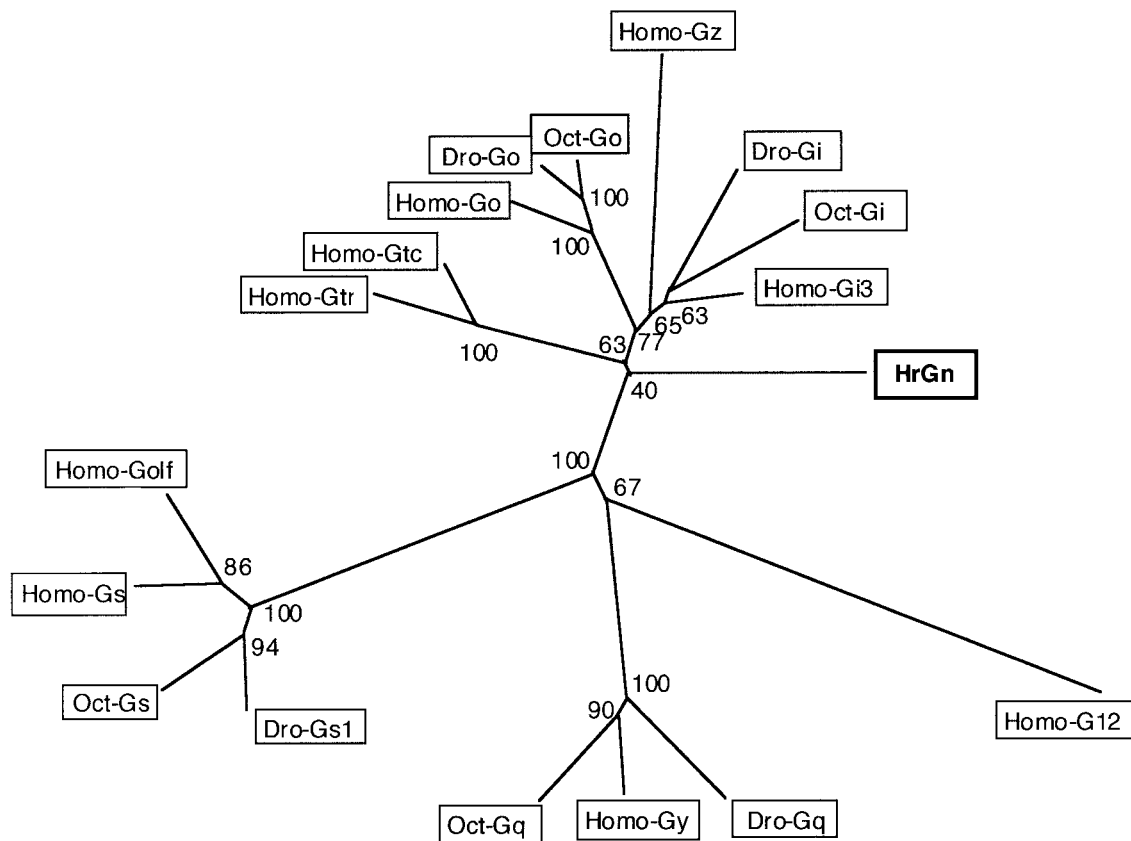 Homo-Gz
Oct-Go
Dro-Go
Dro-Gi
Homo-Go
100
Oct-Gi
100
Homo-Gtc
Homo-Gtr
Homo-Gi3
65 63
63 77
100
HrGn
40
Homo-Golf
100
67
86
Homo-Gs
100
94
Oct-Gs
100
Dro-Gs1
90
Homo-G12
Oct-Gq
Homo-Gy
Dro-Gq